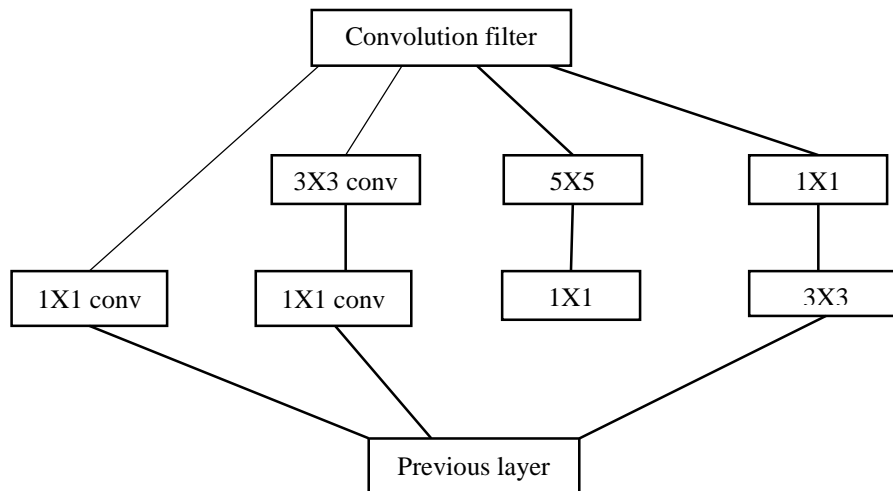 Convolution filter
3X3 conv
5X5
1X1
1X1 conv
1X1 conv
1X1
3X3
Previous layer